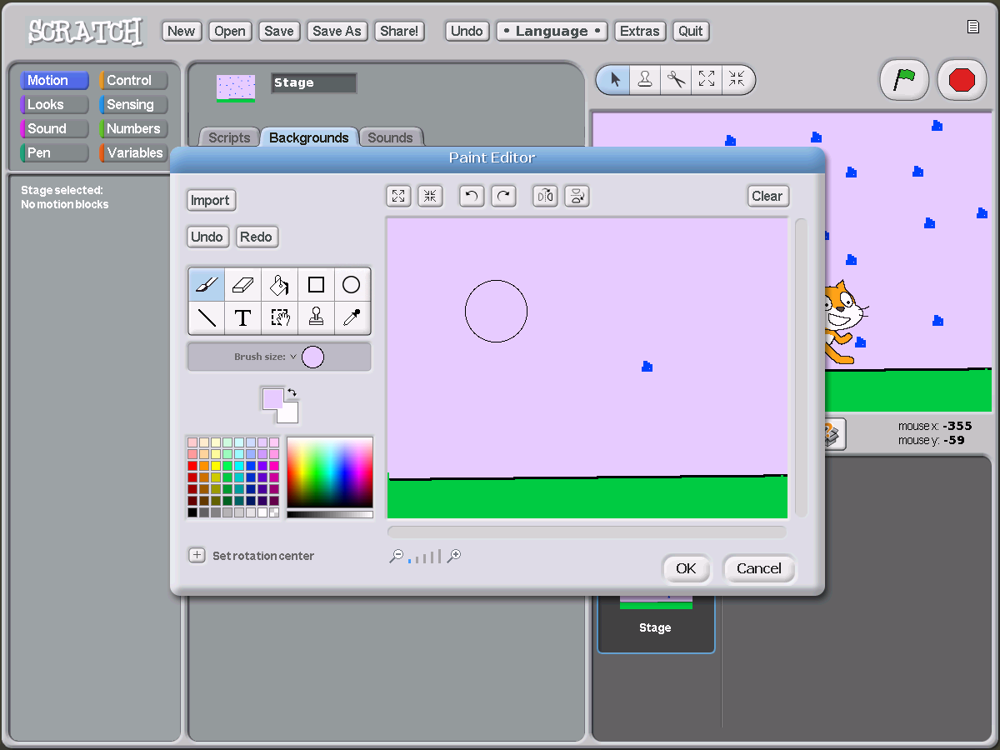 SCRATCH
New Open Save Save As Share! Undo • Language • Extras Quit
Motion Control
Looks Sensing
Sound Numbers
Pen Variables
Stage
Scripts Backgrounds Sounds
Stage selected:
No motion blocks
Paint Editor
Import
Clear
Undo Redo
T
Brush size:
Set rotation center
OK Cancel
mouse x: -355
mouse y: -59
Stage